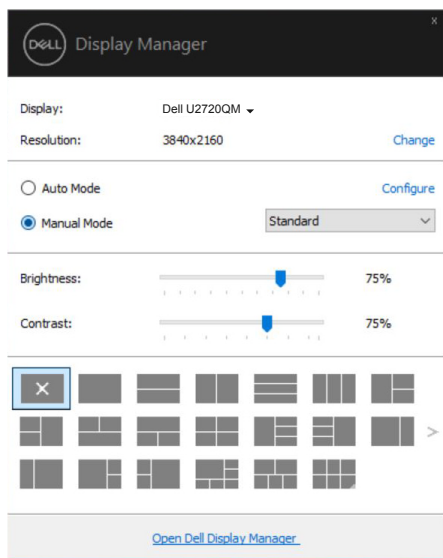 x
DELL Display Manager
Display: Dell U2720QM
Resolution: 3840x2160 Change
Auto Mode Configure
Manual Mode Standard
Brightness: 75%
Contrast: 75%
Open Dell Display Manager